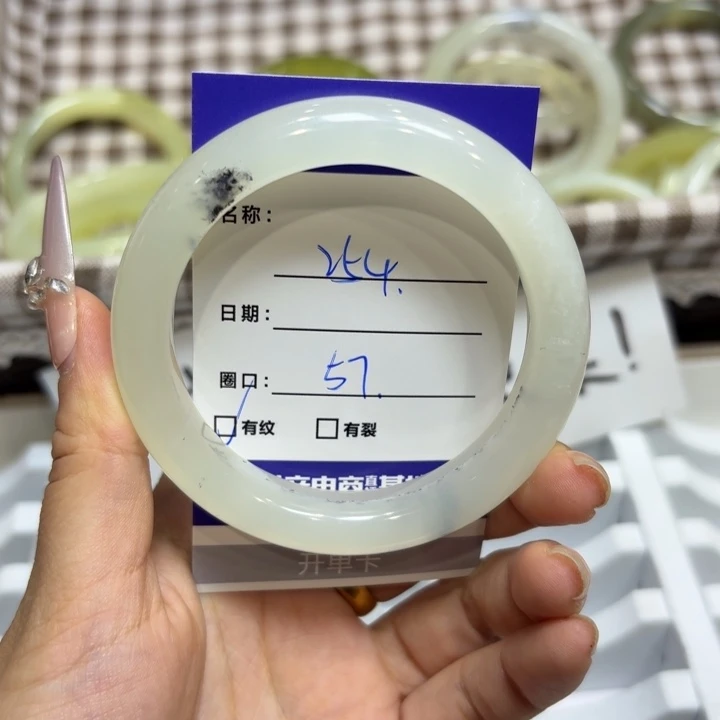 名称: 254.
日期:
圈口: 57.
有纹 有裂
开单卡